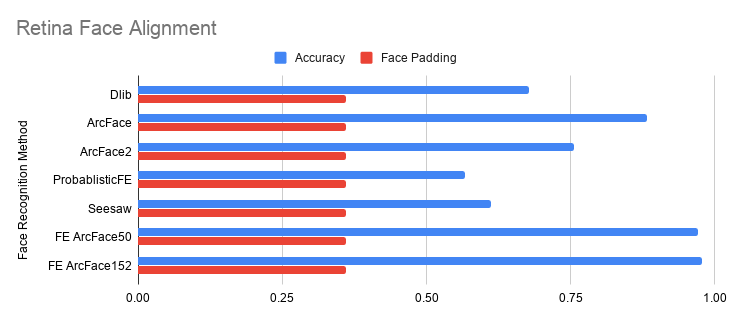 Retina Face Alignment
Accuracy Face Padding
Face Recognition Method
Dlib
ArcFace
ArcFace2
ProbablisticFE
Seesaw
FE ArcFace50
FE ArcFace152
0.00 0.25 0.50 0.75 1.00